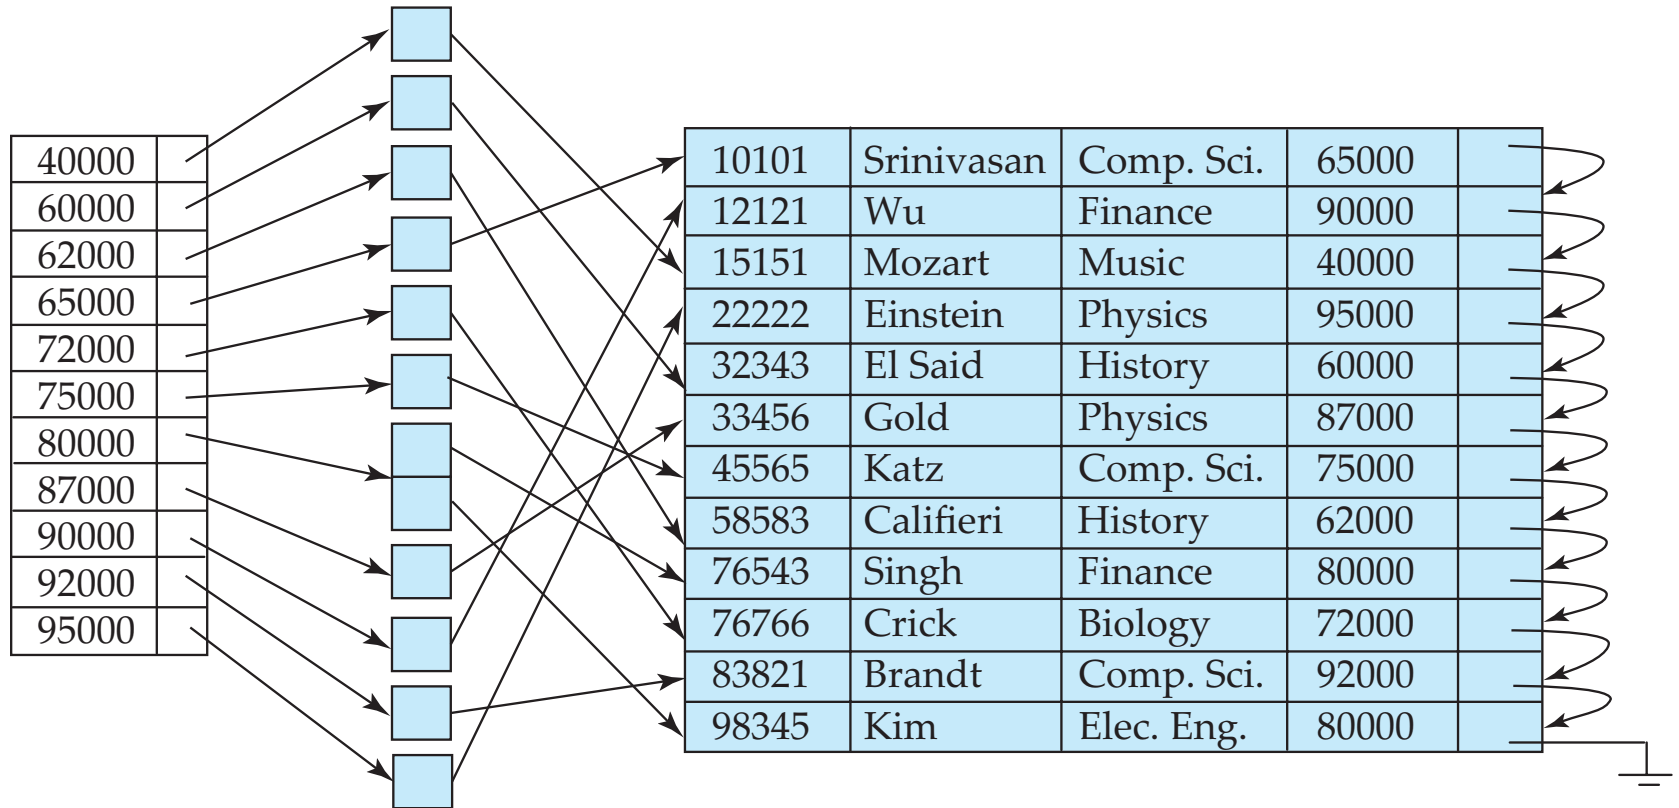 40000
60000
62000
65000
72000
75000
80000
87000
90000
92000
95000
10101 Srinivasan Comp. Sci. 65000
12121 Wu Finance 90000
15151 Mozart Music 40000
22222 Einstein Physics 95000
32343 El Said History 60000
33456 Gold Physics 87000
45565 Katz Comp. Sci. 75000
58583 Califieri History 62000
76543 Singh Finance 80000
76766 Crick Biology 72000
83821 Brandt Comp. Sci. 92000
98345 Kim Elec. Eng. 80000